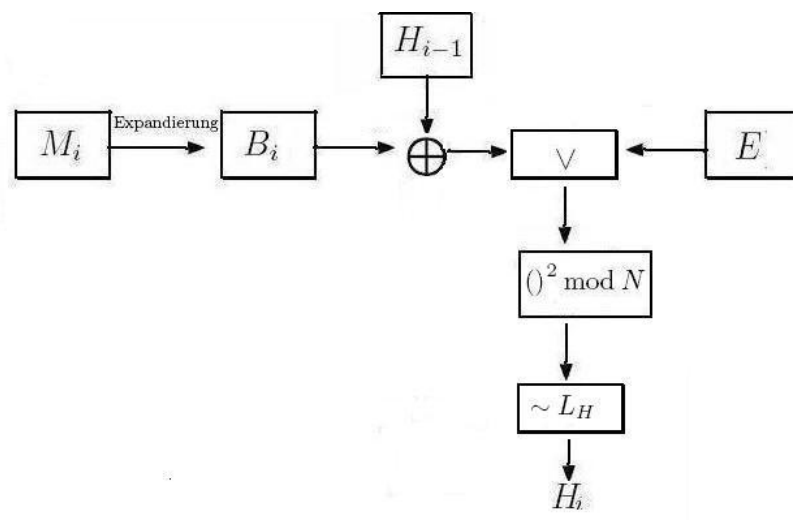 H_{i−1}
Expandierung
M_i
B_i
⊕
∨
E
()² mod N
∼ L_H
H_i